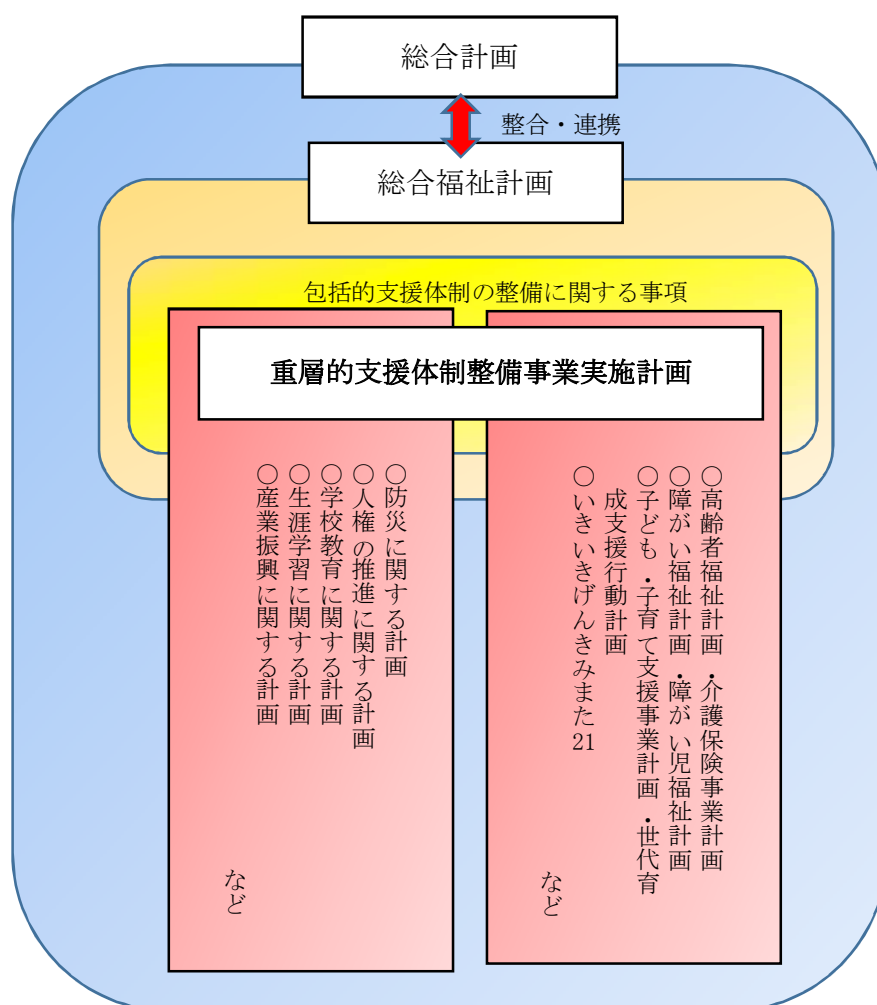 総合計画
整合・連携
総合福祉計画
包括的支援体制の整備に関する事項
重層的支援体制整備事業実施計画
○高齢者福祉計画・介護保険事業計画
○障がい福祉計画・障がい児福祉計画
○子ども・子育て支援事業計画・世代育
成支援行動計画
○いきいきげんきみまた21
など
○防災に関する計画
○人権の推進に関する計画
○学校教育に関する計画
○生涯学習に関する計画
○産業振興に関する計画
など